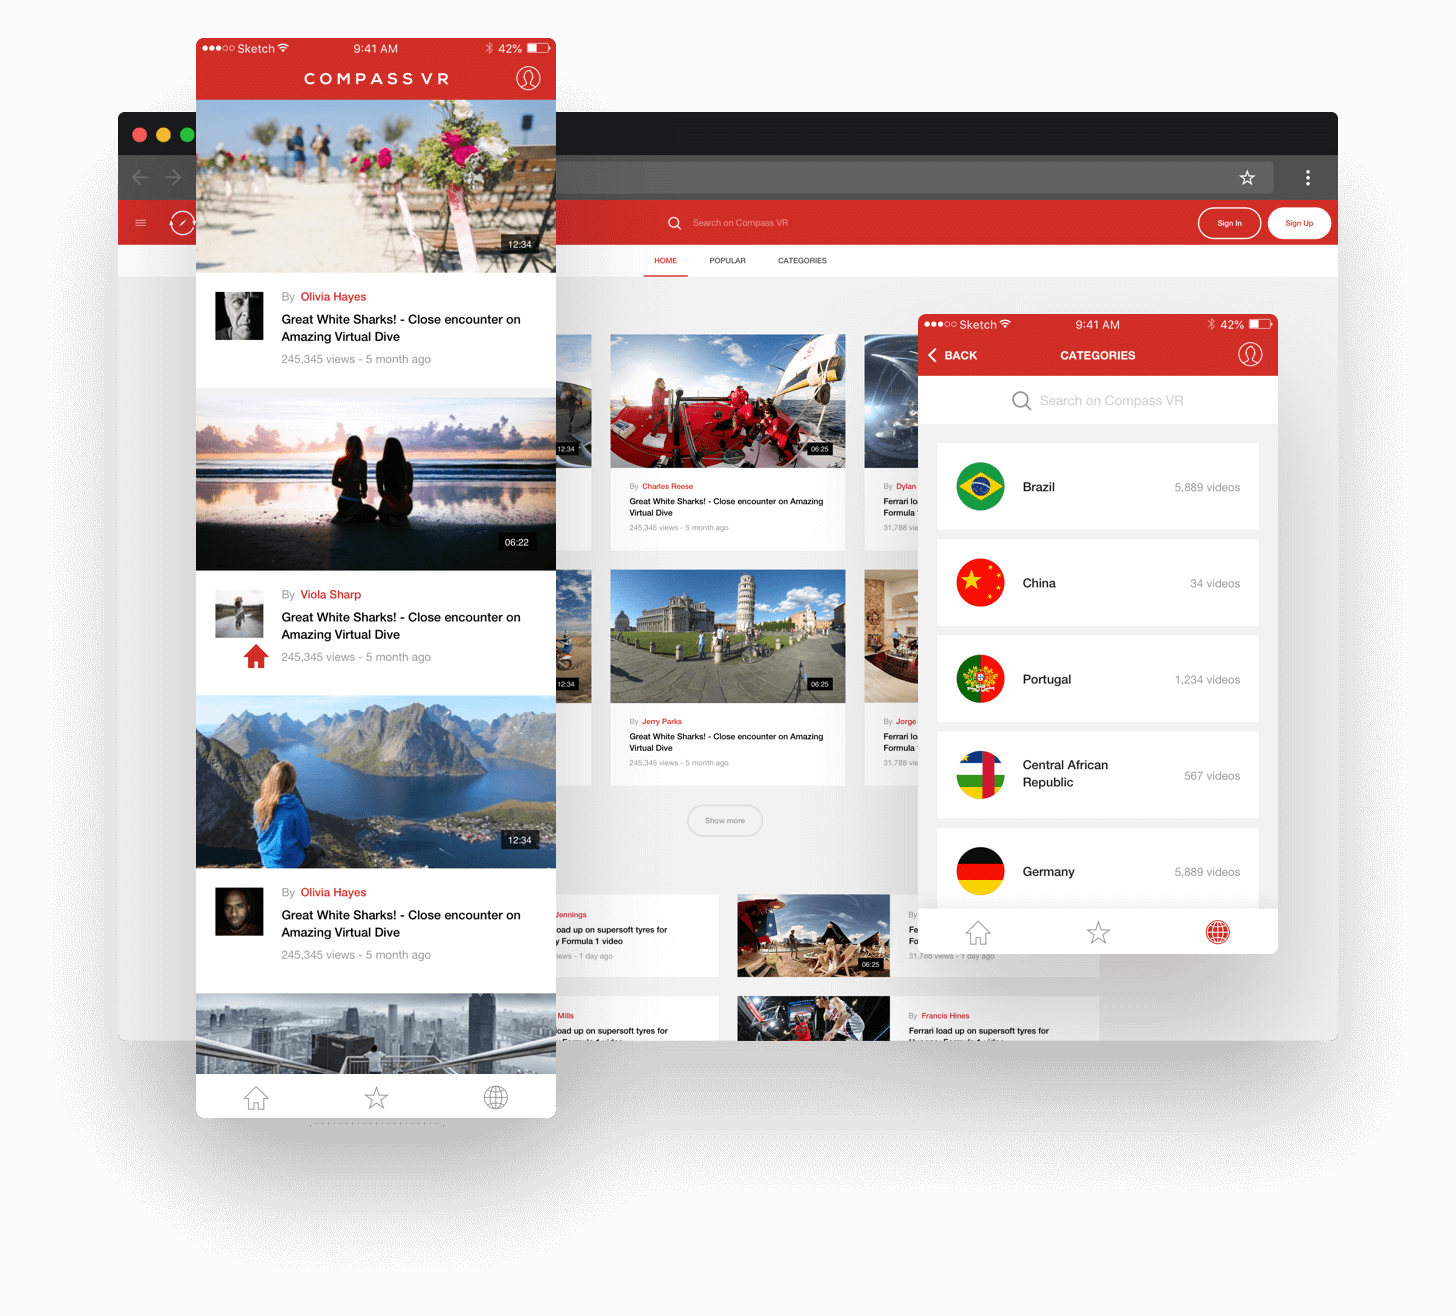 Sketch
9:41 AM
42%
COMPASS VR
12:34
By Olivia Hayes
Great White Sharks! - Close encounter on
Amazing Virtual Dive
245,345 views - 5 month ago
06:22
By Viola Sharp
Great White Sharks! - Close encounter on
Amazing Virtual Dive
245,345 views - 5 month ago
12:34
By Olivia Hayes
Great White Sharks! - Close encounter on
Amazing Virtual Dive
245,345 views - 5 month ago
Search on Compass VR
Sign In
Sign Up
HOME
POPULAR
CATEGORIES
12:34
06:25
By Charles Reese
Great White Sharks! - Close encounter on Amazing
Virtual Dive
245,345 views - 5 month ago
By Dylan
Ferrari lo
Formula 1
31,788 vie
12:34
06:25
By Jerry Parks
Great White Sharks! - Close encounter on Amazing
Virtual Dive
245,345 views - 5 month ago
By Jorge
Ferrari lo
Formula 1
31,788 vie
Show more
Jennings
oad up on supersoft tyres for
y Formula 1 video
iews - 1 day ago
06:25
By
Fe
Fo
31,788 views - 1 day ago
Mills
oad up on supersoft tyres for
By Francis Hines
Ferrari load up on supersoft tyres for
Sketch
9:41 AM
42%
BACK
CATEGORIES
Search on Compass VR
Brazil
5,889 videos
China
34 videos
Portugal
1,234 videos
Central African
Republic
567 videos
Germany
5,889 videos